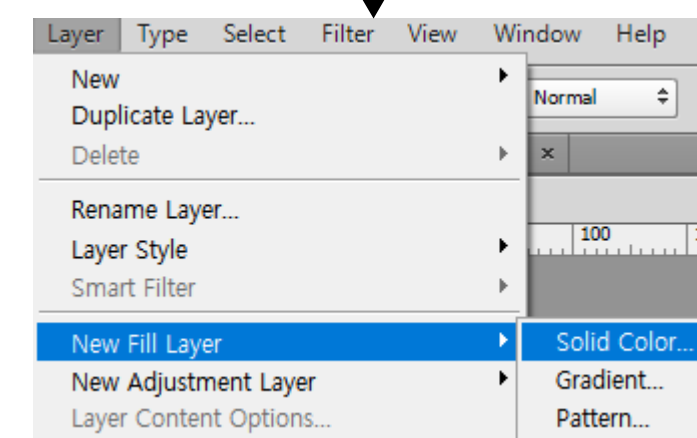 Layer Type Select Filter View Window Help
New
Normal
Duplicate Layer...
Delete
×
Rename Layer...
100
Layer Style
Smart Filter
New Fill Layer
Solid Color...
New Adjustment Layer
Gradient...
Layer Content Options...
Pattern...